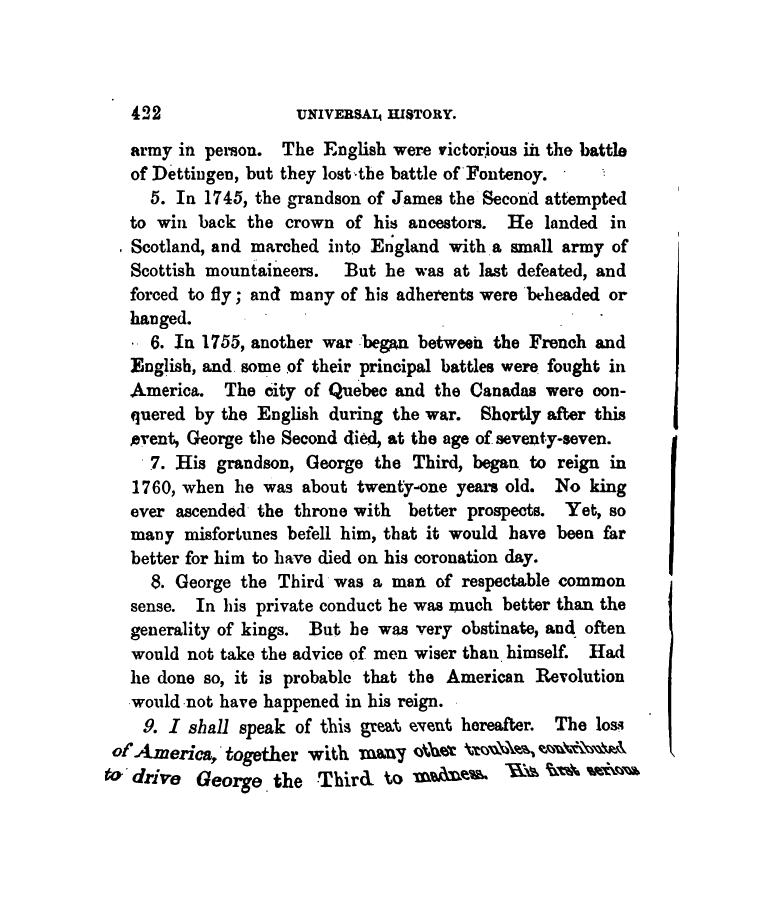 422 UNIVERSAL HISTORY.
army in person. The English were victorious in the battle
of Dettingen, but they lost the battle of Fontenoy.
5. In 1745, the grandson of James the Second attempted
to win back the crown of his ancestors. He landed in
Scotland, and marched into England with a small army of
Scottish mountaineers. But he was at last defeated, and
forced to fly; and many of his adherents were beheaded or
hanged.
6. In 1755, another war began between the French and
English, and some of their principal battles were fought in
America. The city of Quebec and the Canadas were con-
quered by the English during the war. Shortly after this
event, George the Second died, at the age of seventy-seven.
7. His grandson, George the Third, began to reign in
1760, when he was about twenty-one years old. No king
ever ascended the throne with better prospects. Yet, so
many misfortunes befell him, that it would have been far
better for him to have died on his coronation day.
8. George the Third was a man of respectable common
sense. In his private conduct he was much better than the
generality of kings. But he was very obstinate, and often
would not take the advice of men wiser than himself. Had
he done so, it is probable that the American Revolution
would not have happened in his reign.
9. I shall speak of this great event hereafter. The loss
of America, together with many other troubles, contributed
to drive George the Third to madness. His first serious